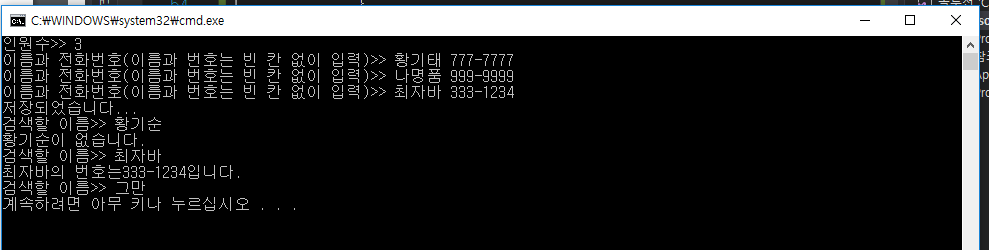 C:₩WINDOWS₩system32₩cmd.exe
인원수>> 3
이름과 전화번호(이름과 번호는 빈 칸 없이 입력)>> 황기태 777-7777
이름과 전화번호(이름과 번호는 빈 칸 없이 입력)>> 나명품 999-9999
이름과 전화번호(이름과 번호는 빈 칸 없이 입력)>> 최자바 333-1234
저장되었습니다...
검색할 이름>> 황기순
황기순이 없습니다.
검색할 이름>> 최자바
최자바의 번호는333-1234입니다.
검색할 이름>> 그만
계속하려면 아무 키나 누르십시오 . . .